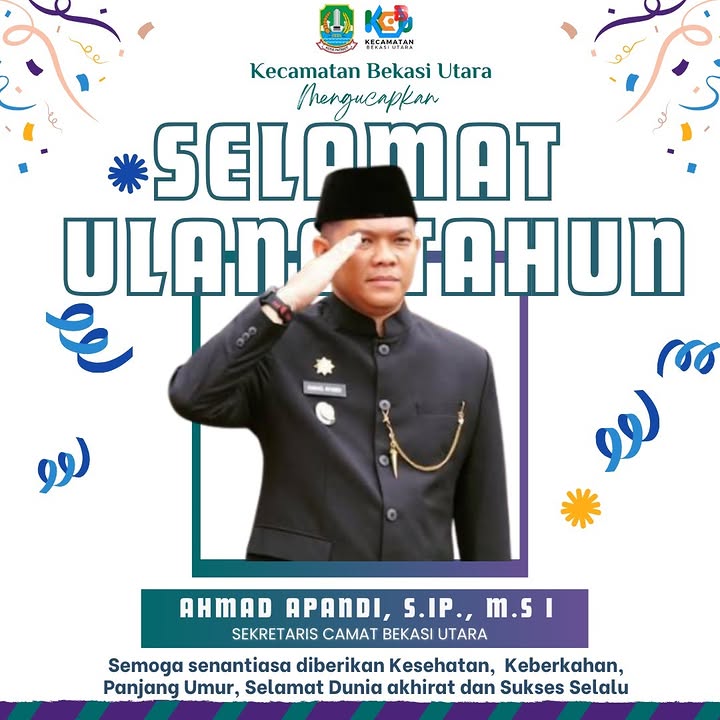 KECAMATAN
BEKASI UTARA
Kecamatan Bekasi Utara
Mengucapkan
SELAMAT
ULANG TAHUN
AHMAD APANDI, S.IP., M.S I
SEKRETARIS CAMAT BEKASI UTARA
Semoga senantiasa diberikan Kesehatan, Keberkahan,
Panjang Umur, Selamat Dunia akhirat dan Sukses Selalu